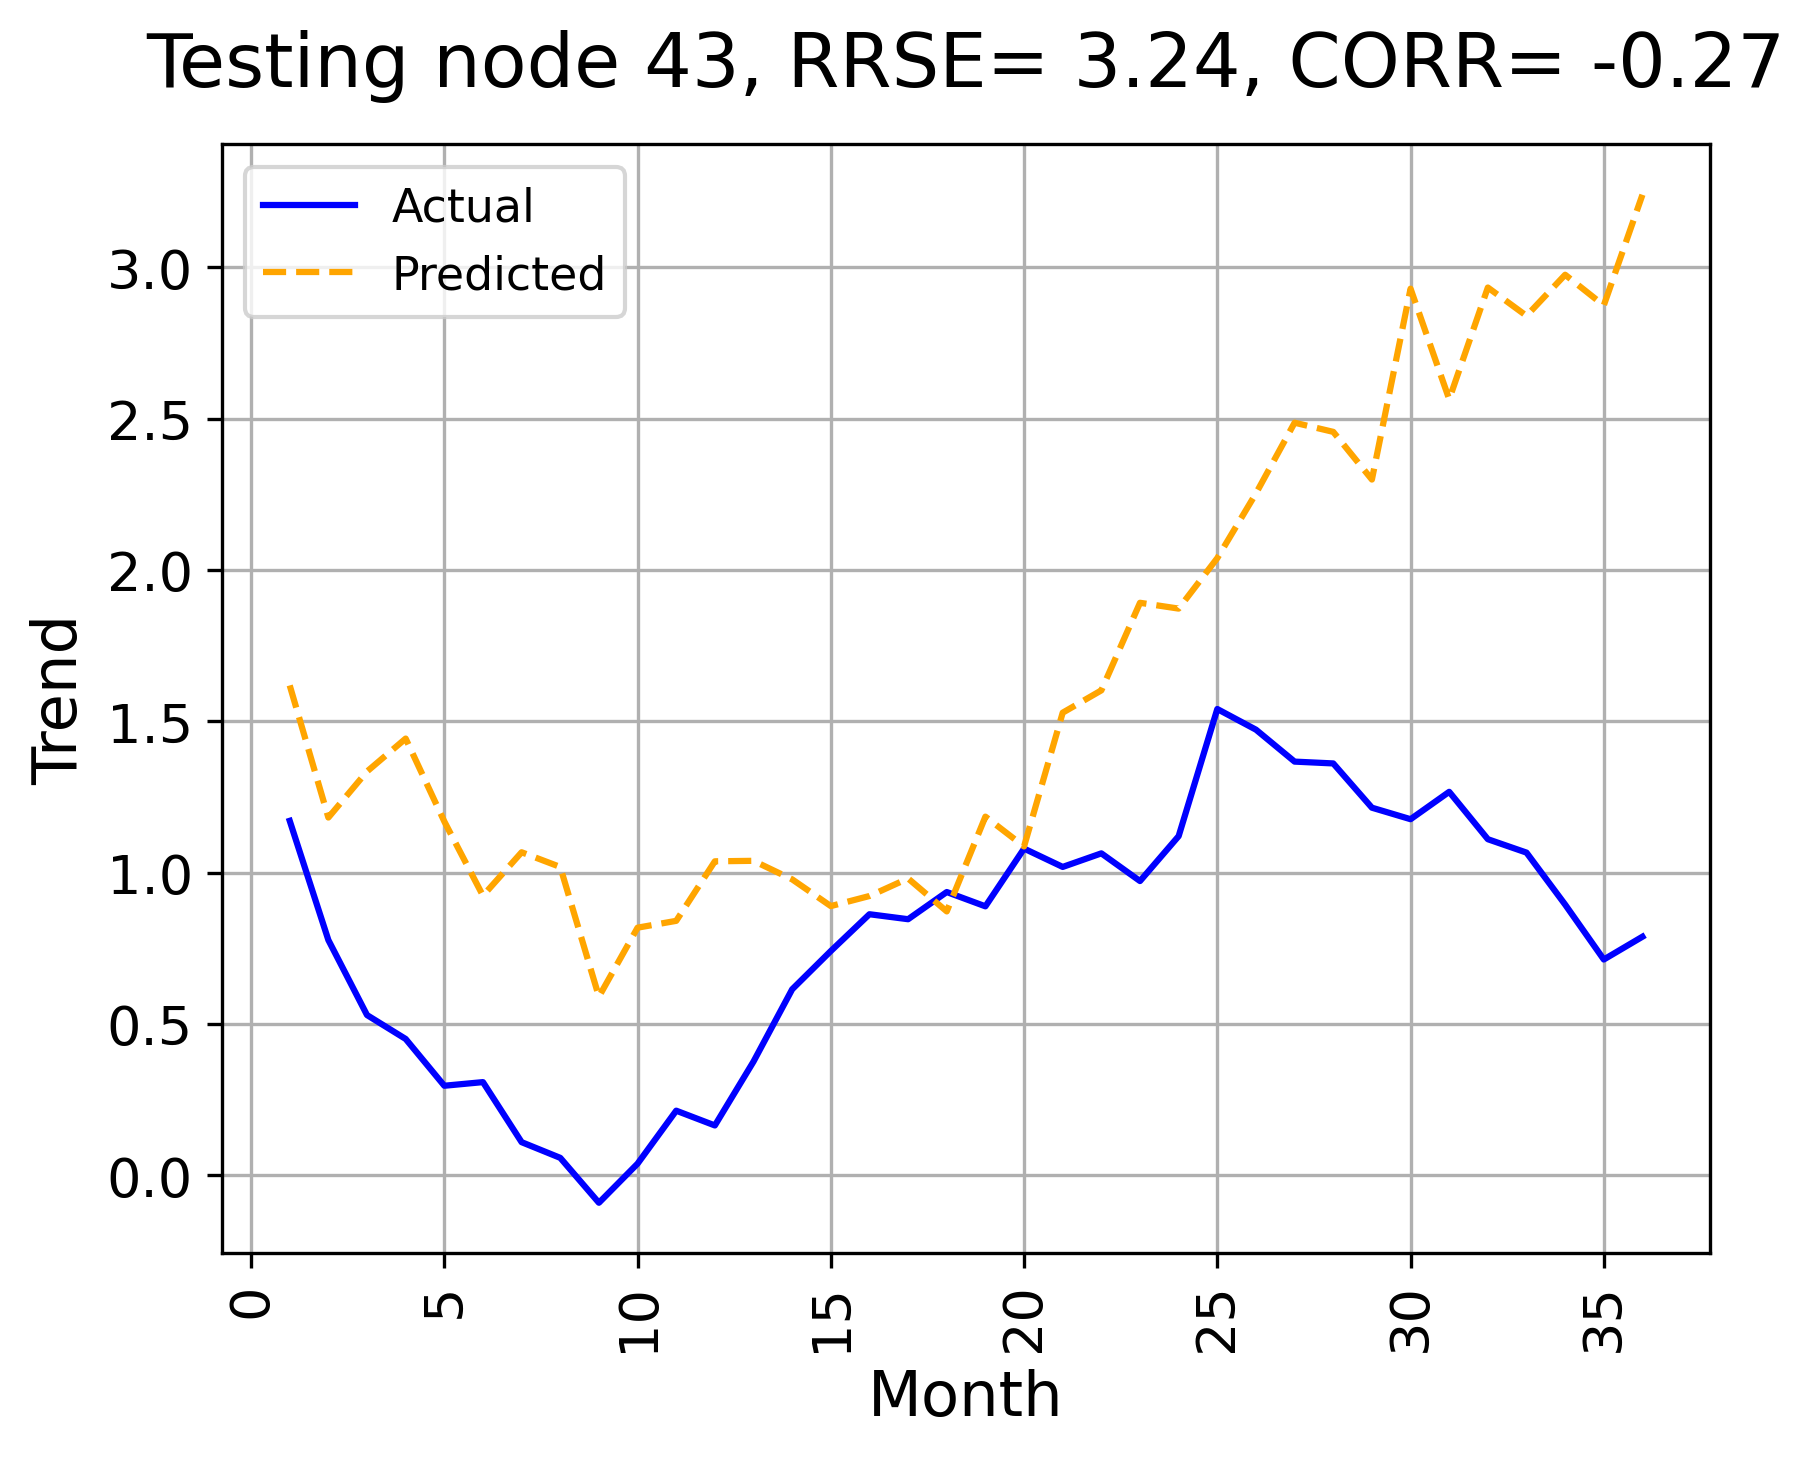 Testing node 43, RRSE= 3.24, CORR= -0.27
Actual
Predicted
3.0
2.5
2.0
1.5
1.0
0.5
0.0
Trend
0 5 10 15 20 25 30 35
Month